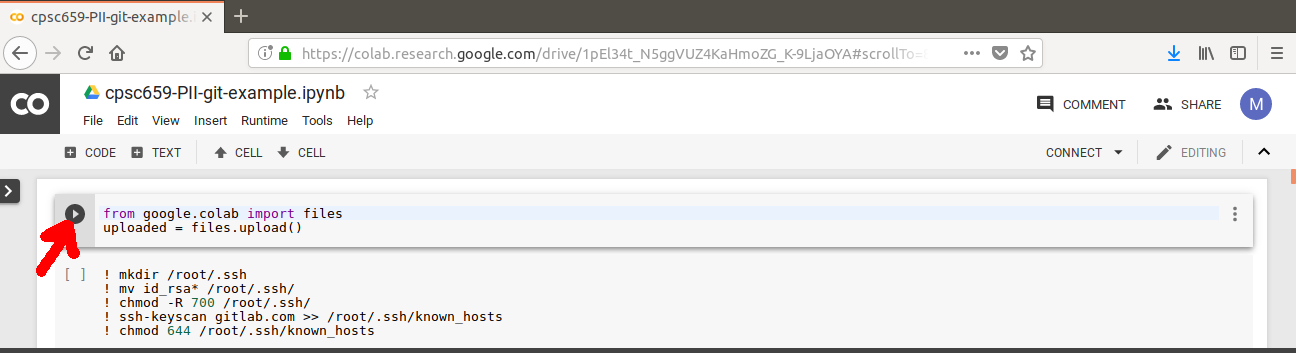 cpsc659-PII-git-example.
https://colab.research.google.com/drive/1pEl34t_N5ggVUZ4KaHmoZG_K-9LjaOYA#scrollTo=
CO cpsc659-PII-git-example.ipynb
File Edit View Insert Runtime Tools Help
COMMENT SHARE M
CODE TEXT CELL CELL CONNECT EDITING
from google.colab import files
uploaded = files.upload()
[ ] ! mkdir /root/.ssh
! mv id_rsa* /root/.ssh/
! chmod -R 700 /root/.ssh/
! ssh-keyscan gitlab.com >> /root/.ssh/known_hosts
! chmod 644 /root/.ssh/known_hosts